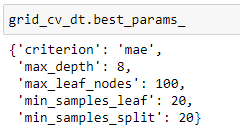 grid_cv_dt.best_params_
{'criterion': 'mae',
'max_depth': 8,
'max_leaf_nodes': 100,
'min_samples_leaf': 20,
'min_samples_split': 20}